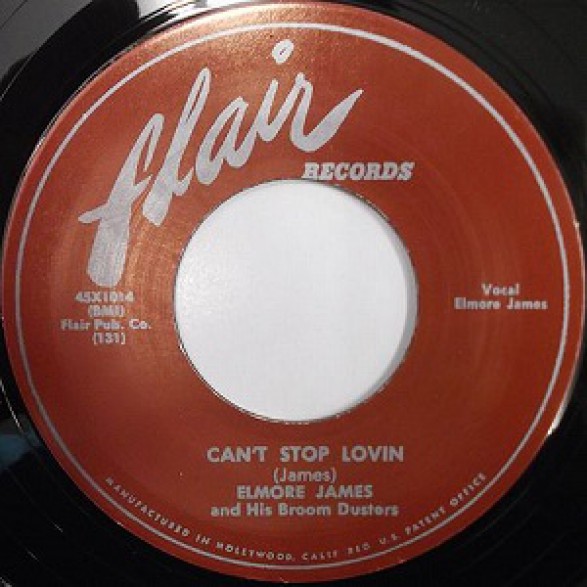 flair
RECORDS
45X1014
(BMI)
Flair Pub. Co.
(131)
Vocal
Elmore James
CAN'T STOP LOVIN
(James)
ELMORE JAMES
and His Broom Dusters
MANUFACTURED IN HOLLYWOOD, CALIF. REG. U.S. PATENT OFFICE